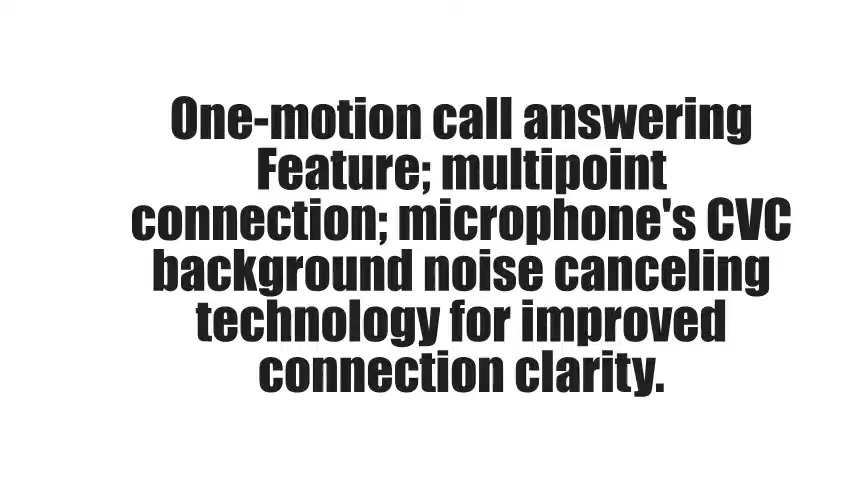 One-motion call answering
Feature; multipoint
connection; microphone's CVC
background noise canceling
technology for improved
connection clarity.